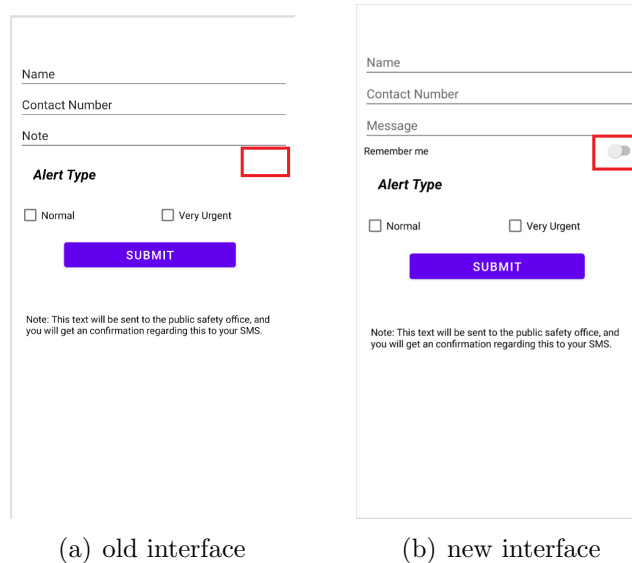 Name
Contact Number
Note
Alert Type
Normal
Very Urgent
SUBMIT
Note: This text will be sent to the public safety office, and
you will get an confirmation regarding this to your SMS.
(a) old interface
Name
Contact Number
Message
Remember me
Alert Type
Normal
Very Urgent
SUBMIT
Note: This text will be sent to the public safety office, and
you will get an confirmation regarding this to your SMS.
(b) new interface